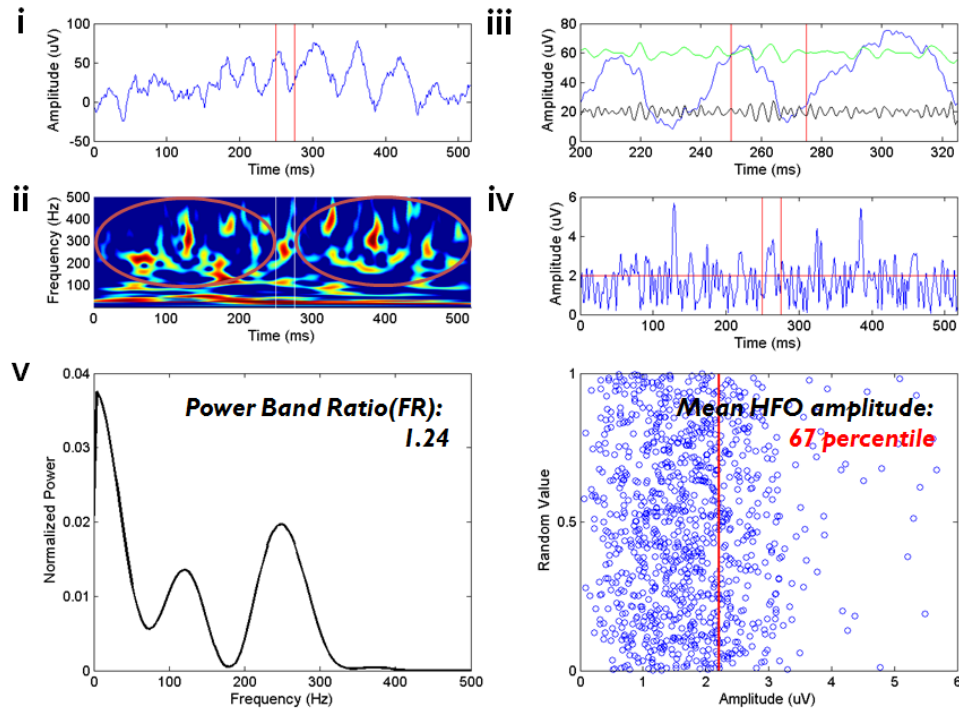 i
Amplitude (uV)
100
50
0
-50
0 100 200 300 400 500
Time (ms)
iii
Amplitude (uV)
80
60
40
20
0
200 220 240 260 280 300 320
Time (ms)
ii
Frequency (Hz)
500
400
300
200
100
0 100 200 300 400 500
Time (ms)
iv
Amplitude (uV)
6
4
2
0
0 100 200 300 400 500
Time (ms)
v
Normalized Power
0.04
0.03
0.02
0.01
0
0 100 200 300 400 500
Frequency (Hz)
Power Band Ratio(FR):
1.24
Random Value
1
0.5
0
0 1 2 3 4 5 6
Amplitude (uV)
Mean HFO amplitude:
67 percentile